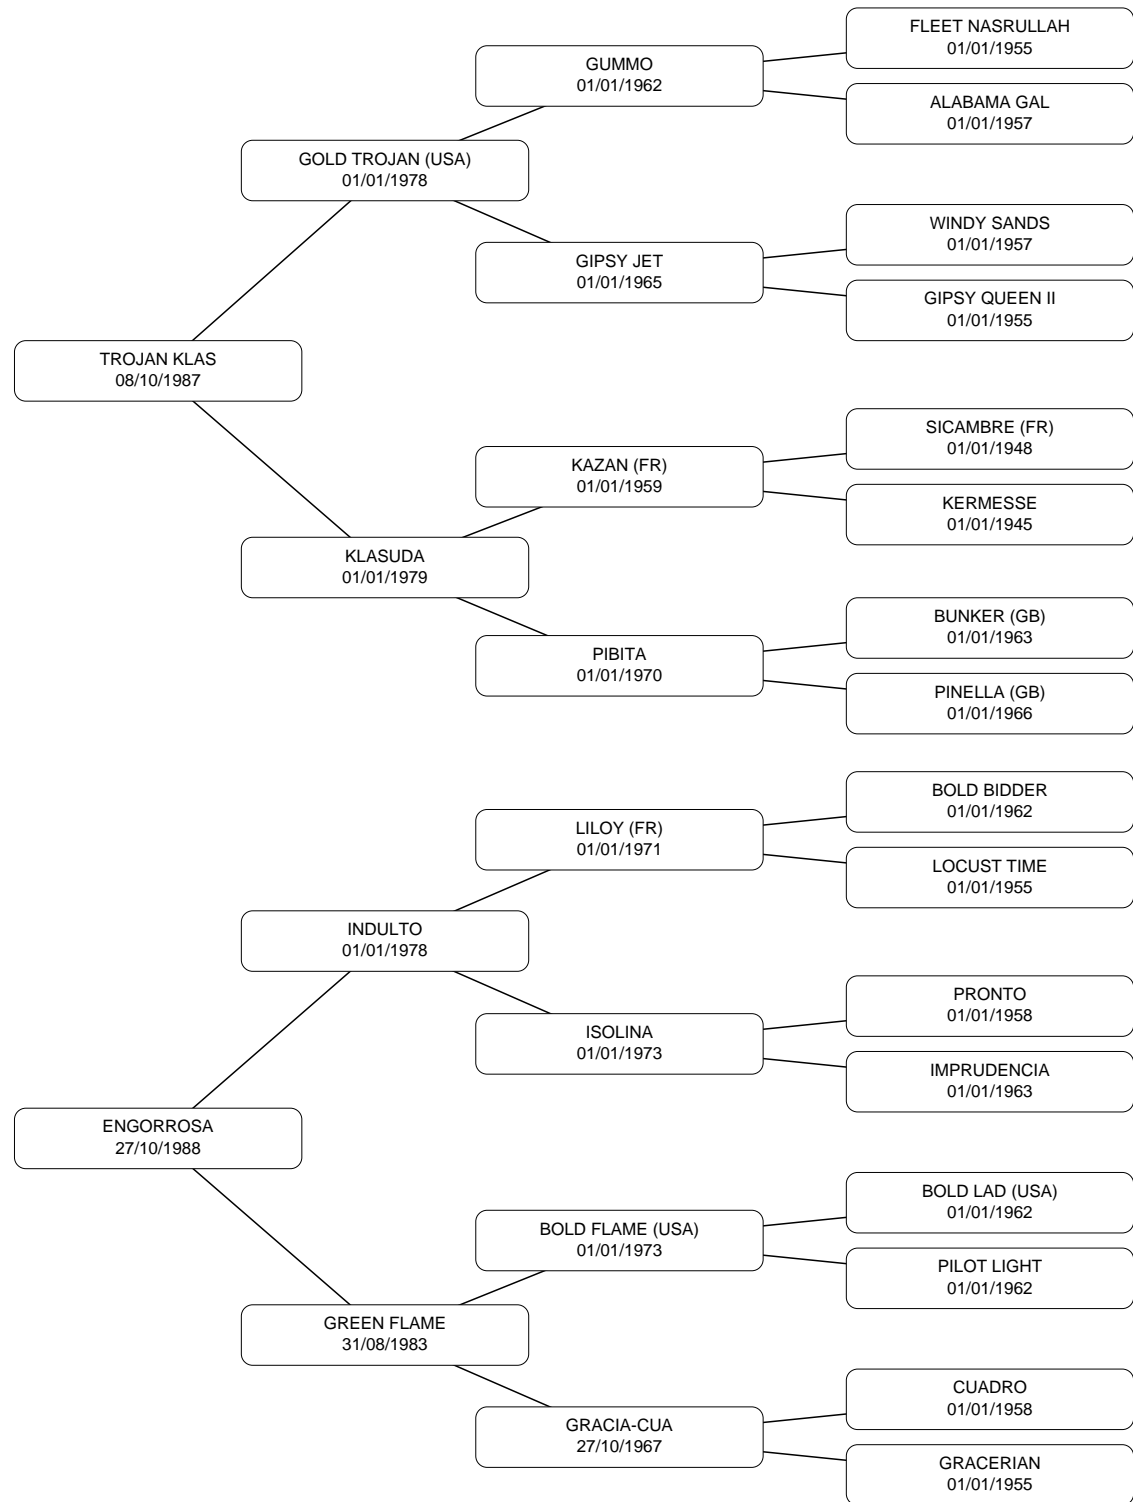 FLEET NASRULLAH
01/01/1955
GUMMO
01/01/1962
ALABAMA GAL
01/01/1957
GOLD TROJAN (USA)
01/01/1978
WINDY SANDS
01/01/1957
GIPSY JET
01/01/1965
GIPSY QUEEN II
01/01/1955
TROJAN KLAS
08/10/1987
SICAMBRE (FR)
01/01/1948
KAZAN (FR)
01/01/1959
KERMESSE
01/01/1945
KLASUDA
01/01/1979
BUNKER (GB)
01/01/1963
PIBITA
01/01/1970
PINELLA (GB)
01/01/1966
BOLD BIDDER
01/01/1962
LILOY (FR)
01/01/1971
LOCUST TIME
01/01/1955
INDULTO
01/01/1978
PRONTO
01/01/1958
ISOLINA
01/01/1973
IMPRUDENCIA
01/01/1963
ENGORROSA
27/10/1988
BOLD LAD (USA)
01/01/1962
BOLD FLAME (USA)
01/01/1973
PILOT LIGHT
01/01/1962
GREEN FLAME
31/08/1983
CUADRO
01/01/1958
GRACIA-CUA
27/10/1967
GRACERIAN
01/01/1955